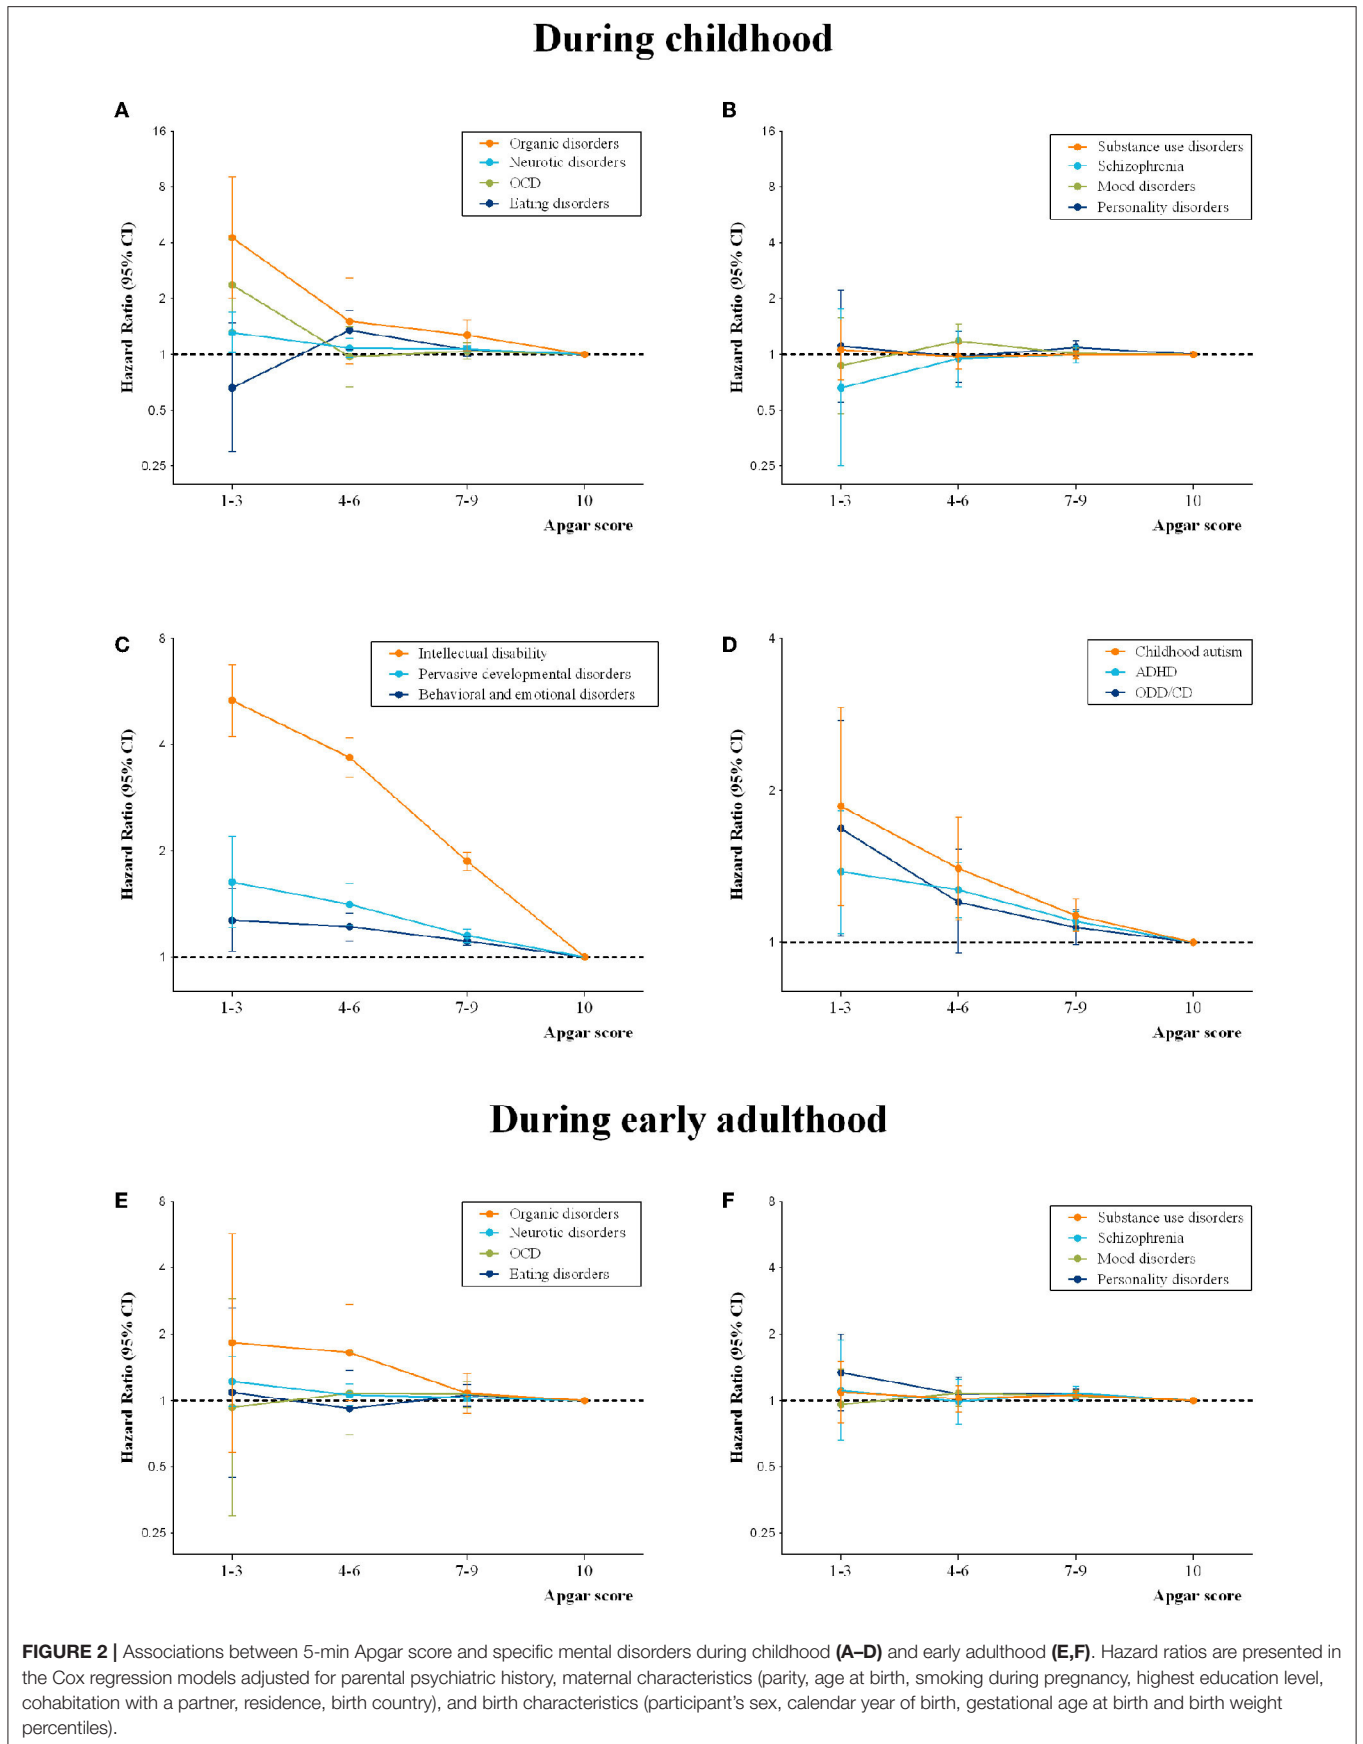 During childhood
A
16
8
4
2
1
0.5
0.25
Hazard Ratio (95% CI)
Organic disorders
Neurotic disorders
OCD
Eating disorders
1-3
4-6
7-9
10
Apgar score
B
16
8
4
2
1
0.5
0.25
Hazard Ratio (95% CI)
Substance use disorders
Schizophrenia
Mood disorders
Personality disorders
1-3
4-6
7-9
10
Apgar score
C
8
4
2
1
Hazard Ratio (95% CI)
Intellectual disability
Pervasive developmental disorders
Behavioral and emotional disorders
1-3
4-6
7-9
10
Apgar score
D
4
2
1
Hazard Ratio (95% CI)
Childhood autism
ADHD
ODD/CD
1-3
4-6
7-9
10
Apgar score
During early adulthood
E
8
4
2
1
0.5
0.25
Hazard Ratio (95% CI)
Organic disorders
Neurotic disorders
OCD
Eating disorders
1-3
4-6
7-9
10
Apgar score
F
8
4
2
1
0.5
0.25
Hazard Ratio (95% CI)
Substance use disorders
Schizophrenia
Mood disorders
Personality disorders
1-3
4-6
7-9
10
Apgar score
FIGURE 2 | Associations between 5-min Apgar score and specific mental disorders during childhood (A–D) and early adulthood (E,F). Hazard ratios are presented in
the Cox regression models adjusted for parental psychiatric history, maternal characteristics (parity, age at birth, smoking during pregnancy, highest education level,
cohabitation with a partner, residence, birth country), and birth characteristics (participant's sex, calendar year of birth, gestational age at birth and birth weight
percentiles).